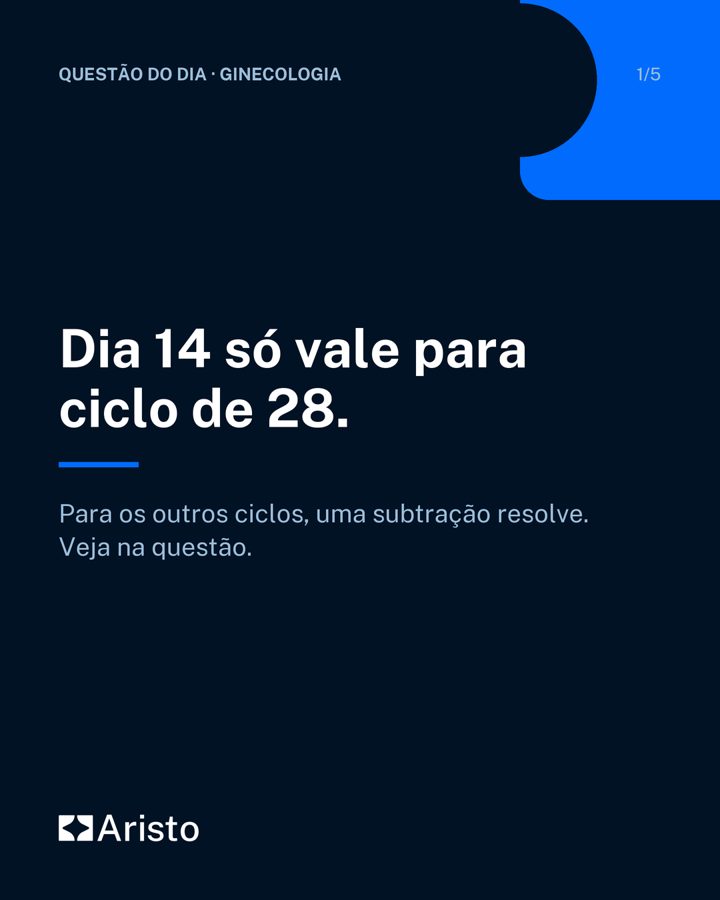 QUESTÃO DO DIA · GINECOLOGIA
1/5
Dia 14 só vale para
ciclo de 28.
Para os outros ciclos, uma subtração resolve.
Veja na questão.
Aristo